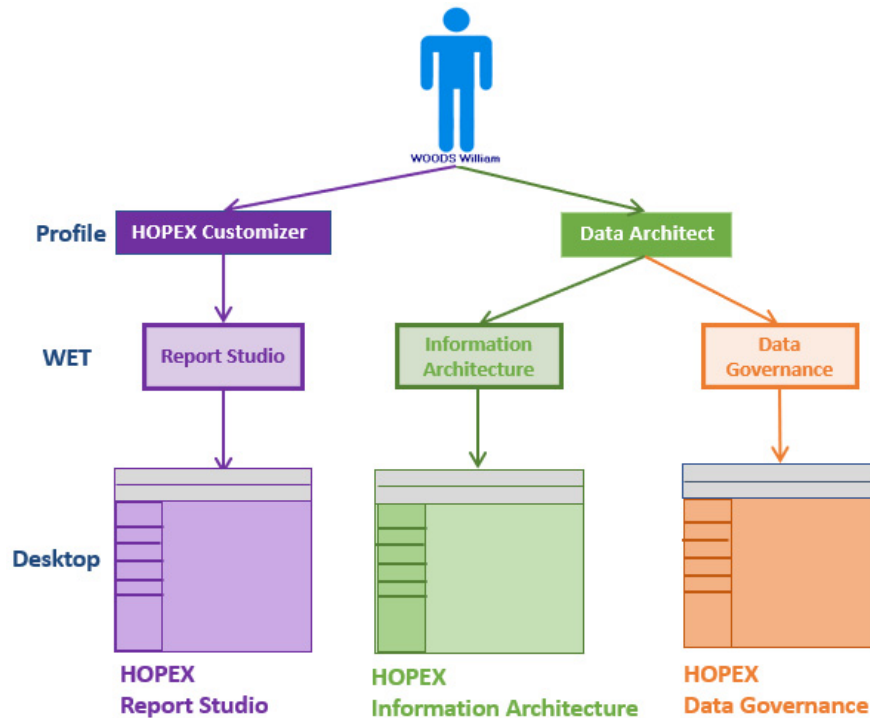 WOODS William
Profile
HOPEX Customizer
Data Architect
WET
Report Studio
Information
Architecture
Data
Governance
Desktop
HOPEX
Report Studio
HOPEX
Information Architecture
HOPEX
Data Governance